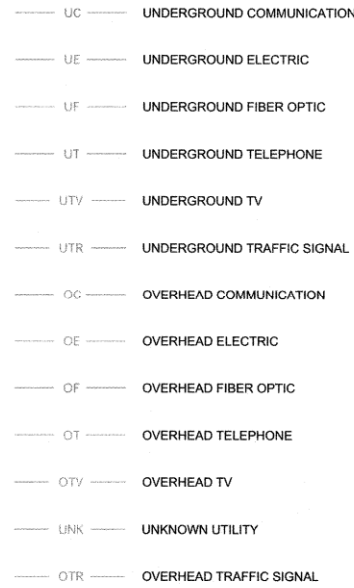 UC UNDERGROUND COMMUNICATION
UE UNDERGROUND ELECTRIC
UF UNDERGROUND FIBER OPTIC
UT UNDERGROUND TELEPHONE
UTV UNDERGROUND TV
UTR UNDERGROUND TRAFFIC SIGNAL
OC OVERHEAD COMMUNICATION
OE OVERHEAD ELECTRIC
OF OVERHEAD FIBER OPTIC
OT OVERHEAD TELEPHONE
OTV OVERHEAD TV
UNK UNKNOWN UTILITY
OTR OVERHEAD TRAFFIC SIGNAL